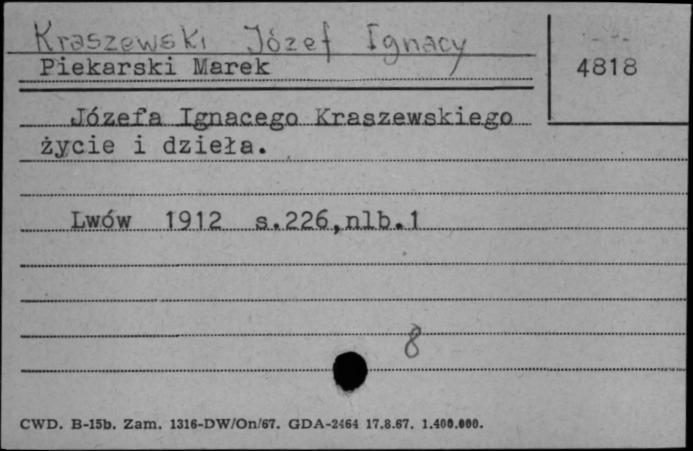 Kraszewski Józef Ignacy
Piekarski Marek
4818
Józefa Ignacego Kraszewskiego
życie i dzieła.
Lwów 1912 s.226,nlb.1
8
CWD. B-15b. Zam. 1316-DW/On/67. GDA-2464 17.8.67. 1.400.000.